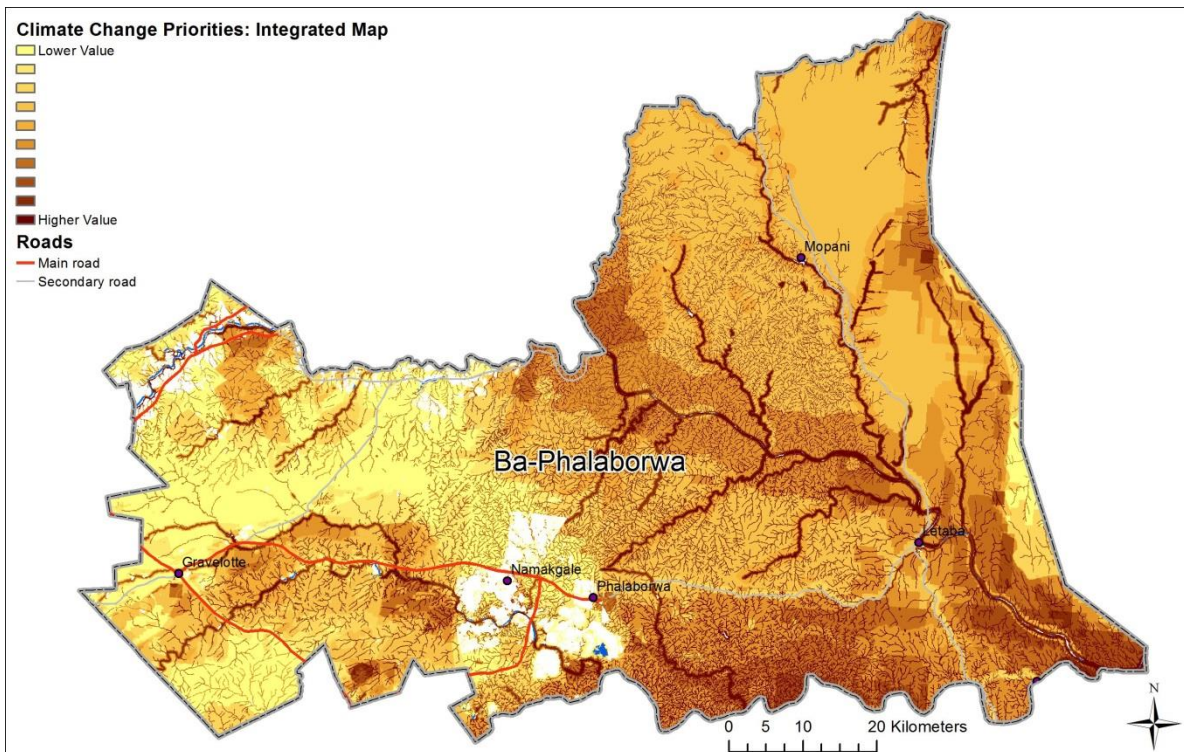 Climate Change Priorities: Integrated Map
Lower Value
Higher Value
Roads
Main road
Secondary road
Mopani
Ba-Phalaborwa
Letaba
Gravelotte
Namakgale
Phalaborwa
N
0 5 10 20 Kilometers